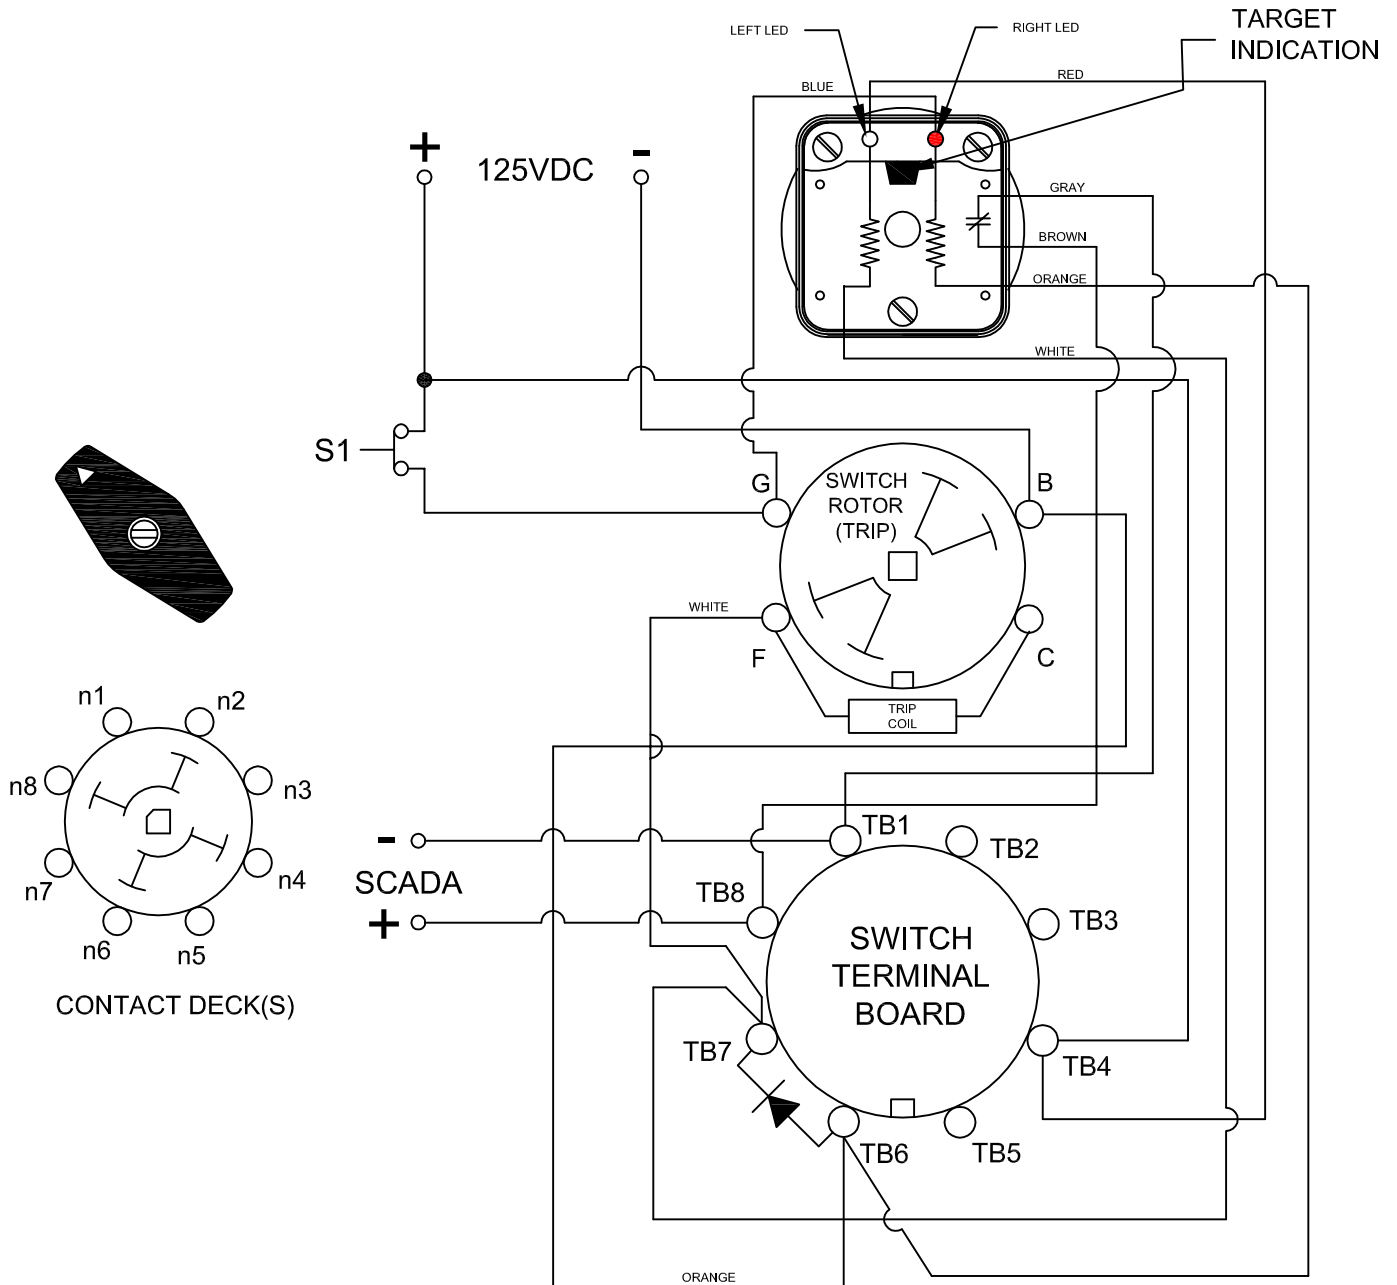 TARGET
INDICATION
LEFT LED
RIGHT LED
RED
BLUE
+
125VDC
-
GRAY
BROWN
ORANGE
WHITE
S1
G
SWITCH
ROTOR
(TRIP)
B
WHITE
F
C
TRIP
COIL
n1
n2
n8
n3
n7
n4
n6
n5
CONTACT DECK(S)
-
SCADA
+
TB1
TB2
TB8
TB3
SWITCH
TERMINAL
BOARD
TB7
TB4
TB6
TB5
ORANGE